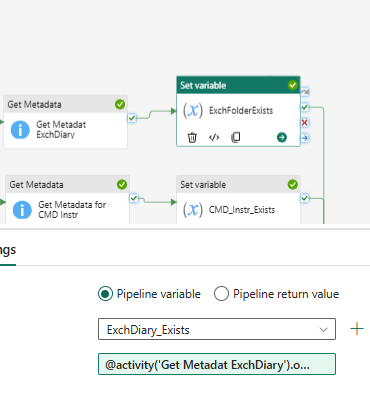 Set variable
ExchFolderExists
Get Metadata
Get Metadat
ExchDiary
Get Metadata
Get Metadata for
CMD Instr
Set variable
CMD_Instr_Exists
ngs
Pipeline variable
Pipeline return value
ExchDiary_Exists
@activity('Get Metadat ExchDiary').o...